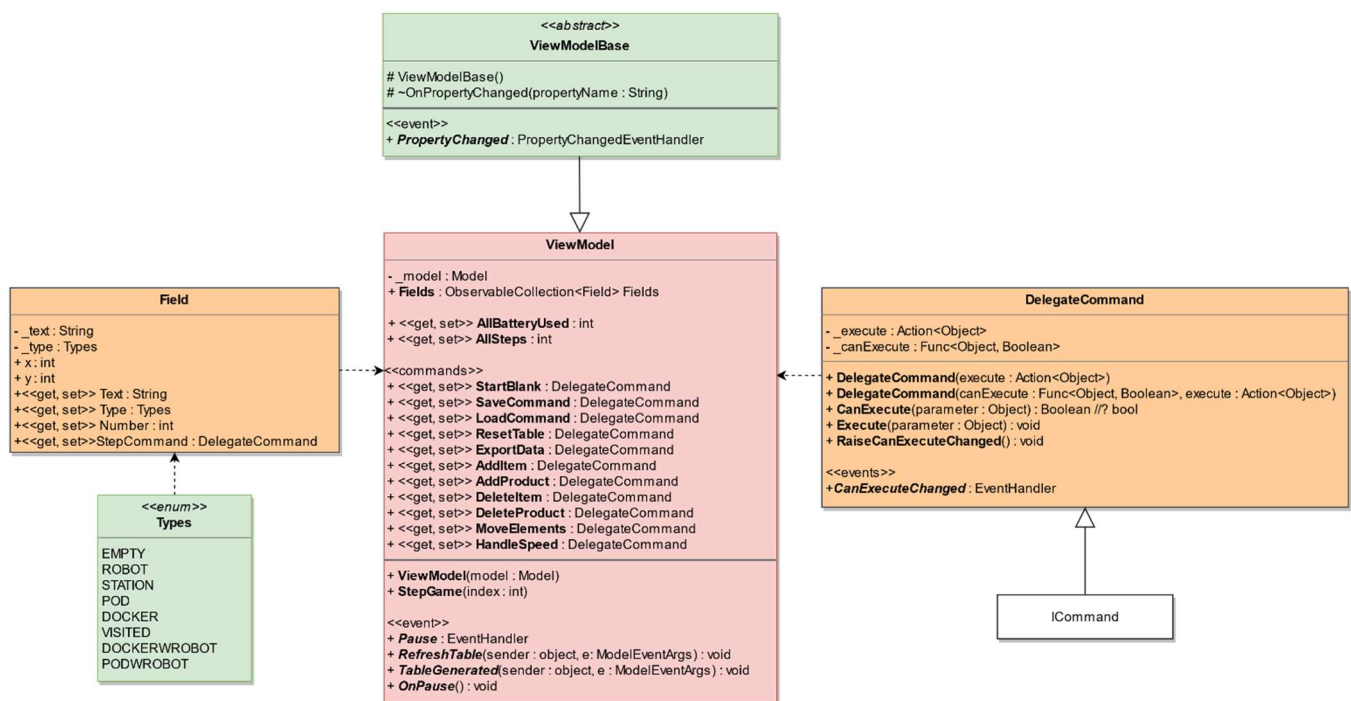 <<abstract>>
ViewModelBase
# ViewModelBase()
# ~OnPropertyChanged(propertyName : String)
<<event>>
+ PropertyChanged : PropertyChangedEventHandler
ViewModel
- _model : Model
+ Fields : ObservableCollection<Field> Fields
+ <<get, set>> AllBatteryUsed : int
+ <<get, set>> AllSteps : int
<<commands>>
+ <<get, set>> StartBlank : DelegateCommand
+ <<get, set>> SaveCommand : DelegateCommand
+ <<get, set>> LoadCommand : DelegateCommand
+ <<get, set>> ResetTable : DelegateCommand
+ <<get, set>> ExportData : DelegateCommand
+ <<get, set>> AddItem : DelegateCommand
+ <<get, set>> AddProduct : DelegateCommand
+ <<get, set>> DeleteItem : DelegateCommand
+ <<get, set>> DeleteProduct : DelegateCommand
+ <<get, set>> MoveElements : DelegateCommand
+ <<get, set>> HandleSpeed : DelegateCommand
+ ViewModel(model : Model)
+ StepGame(index : int)
<<event>>
+ Pause : EventHandler
+ RefreshTable(sender : object, e: ModelEventArgs) : void
+ TableGenerated(sender : object, e : ModelEventArgs) : void
+ OnPause() : void
Field
- _text : String
- _type : Types
+ x : int
+ y : int
+<<get, set>> Text : String
+<<get, set>> Type : Types
+<<get, set>> Number : int
+<<get, set>>StepCommand : DelegateCommand
<<enum>>
Types
EMPTY
ROBOT
STATION
POD
DOCKER
VISITED
DOCKERWROBOT
PODWROBOT
DelegateCommand
- _execute : Action<Object>
- _canExecute : Func<Object, Boolean>
+ DelegateCommand(execute : Action<Object>)
+ DelegateCommand(canExecute : Func<Object, Boolean>, execute : Action<Object>)
+ CanExecute(parameter : Object) : Boolean //? bool
+ Execute(parameter : Object) : void
+ RaiseCanExecuteChanged() : void
<<events>>
+CanExecuteChanged : EventHandler
ICommand